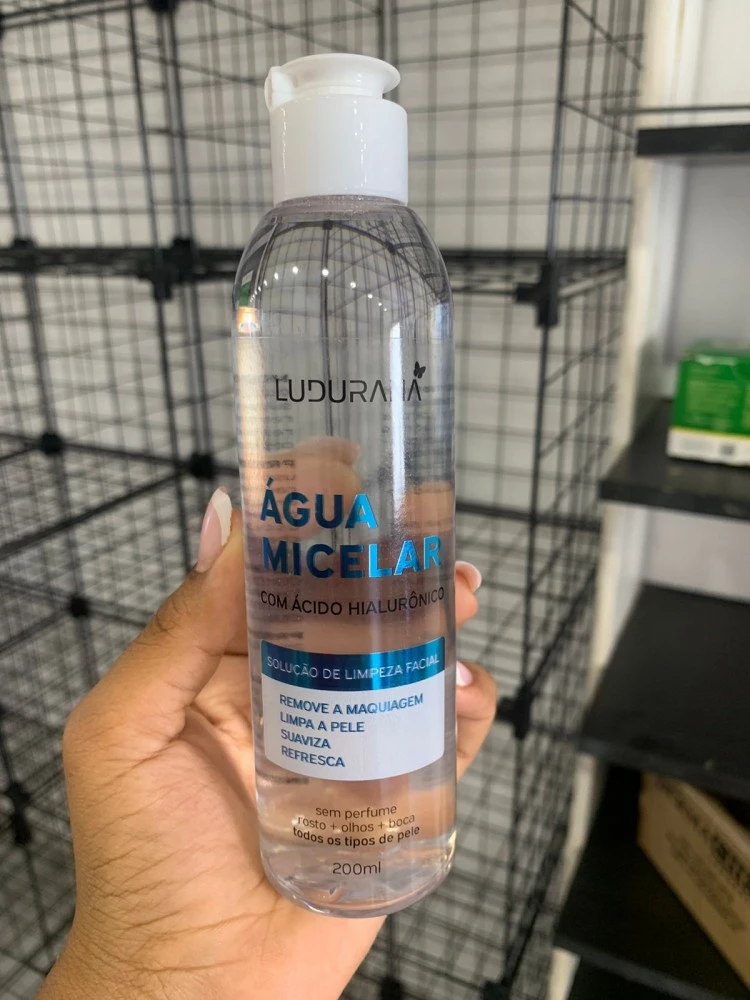 LUDURANA
ÁGUA
MICELAR
COM ÁCIDO HIALURÔNICO
SOLUÇÃO DE LIMPEZA FACIAL
REMOVE A MAQUIAGEM
LIMPA A PELE
SUAVIZA
REFRESCA
sem perfume
rosto + olhos + boca
todos os tipos de pele
200ml